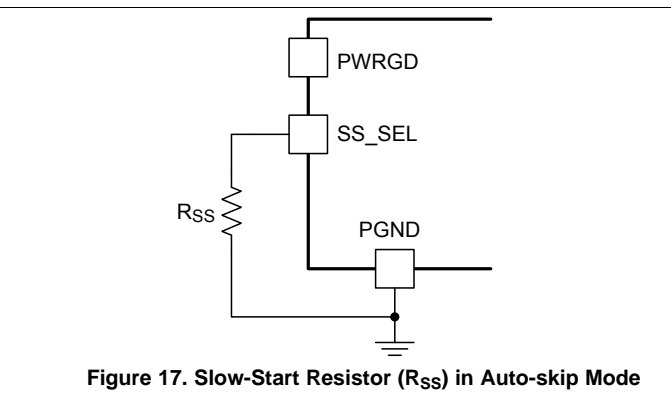 PWRGD
SS_SEL
RSS
PGND
Figure 17. Slow-Start Resistor (RSS) in Auto-skip Mode